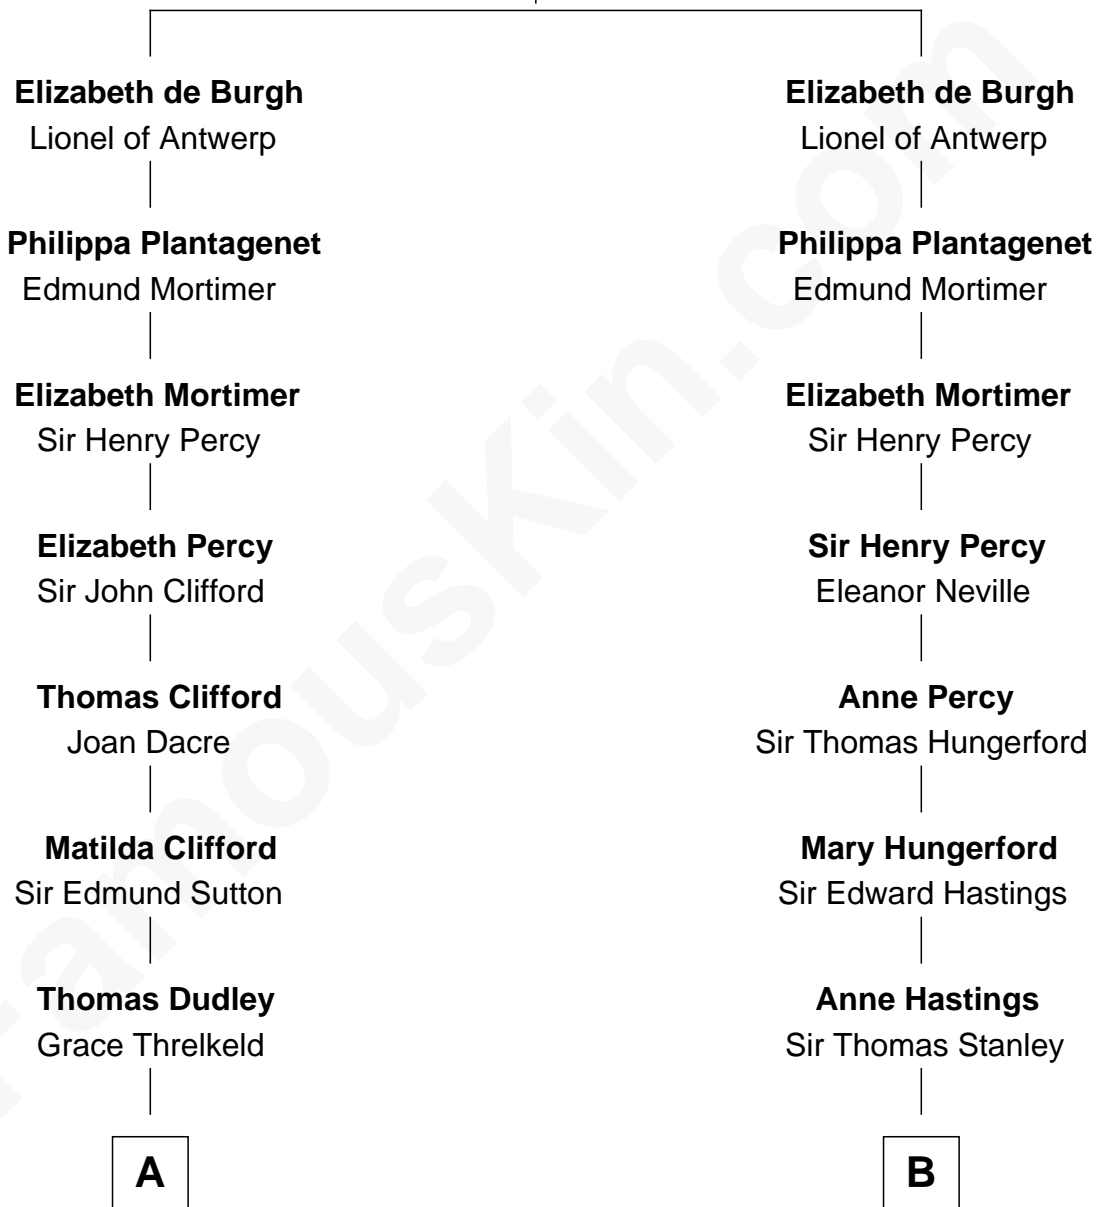 Elizabeth de Burgh
Lionel of Antwerp
Philippa Plantagenet
Edmund Mortimer
Elizabeth Mortimer
Sir Henry Percy
Elizabeth Percy
Sir John Clifford
Thomas Clifford
Joan Dacre
Matilda Clifford
Sir Edmund Sutton
Thomas Dudley
Grace Threlkeld
A
Elizabeth de Burgh
Lionel of Antwerp
Philippa Plantagenet
Edmund Mortimer
Elizabeth Mortimer
Sir Henry Percy
Sir Henry Percy
Eleanor Neville
Anne Percy
Sir Thomas Hungerford
Mary Hungerford
Sir Edward Hastings
Anne Hastings
Sir Thomas Stanley
B
FamousKin.com